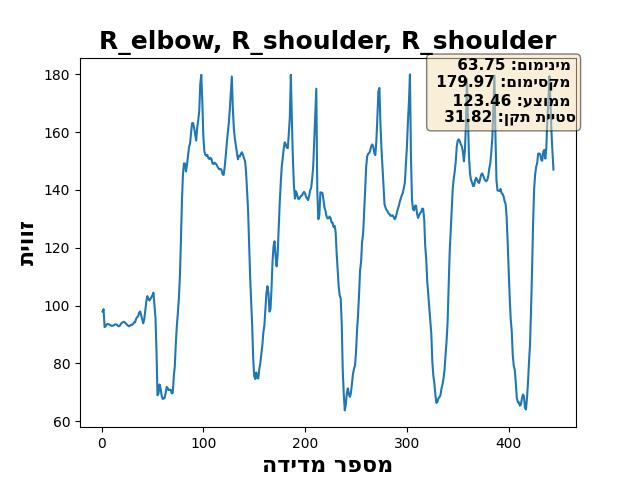 R_elbow, R_shoulder, R_shoulder
מינימום: 63.75
מקסימום: 179.97
ממוצע: 123.46
סטיית תקן: 31.82
זווית
180
160
140
120
100
80
60
0 100 200 300 400
מספר מדידה